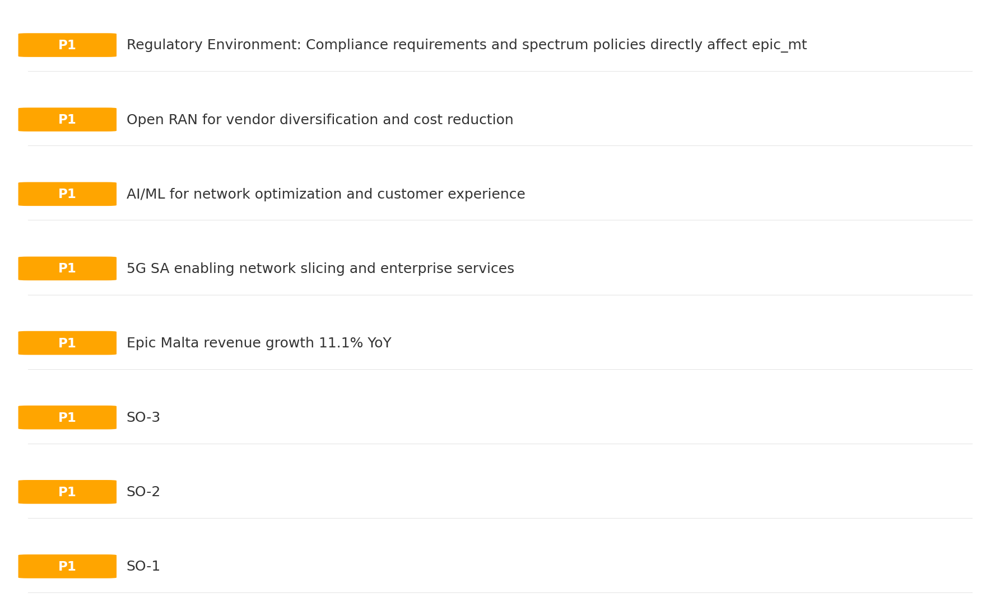 P1 Regulatory Environment: Compliance requirements and spectrum policies directly affect epic_mt
P1 Open RAN for vendor diversification and cost reduction
P1 AI/ML for network optimization and customer experience
P1 5G SA enabling network slicing and enterprise services
P1 Epic Malta revenue growth 11.1% YoY
P1 SO-3
P1 SO-2
P1 SO-1